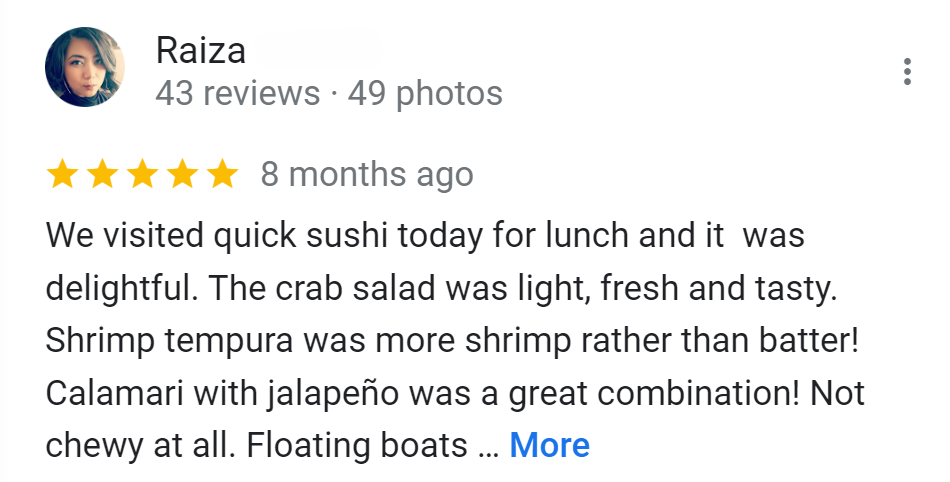 Raiza
43 reviews · 49 photos
8 months ago
We visited quick sushi today for lunch and it  was
delightful. The crab salad was light, fresh and tasty.
Shrimp tempura was more shrimp rather than batter!
Calamari with jalapeño was a great combination! Not
chewy at all. Floating boats ... More